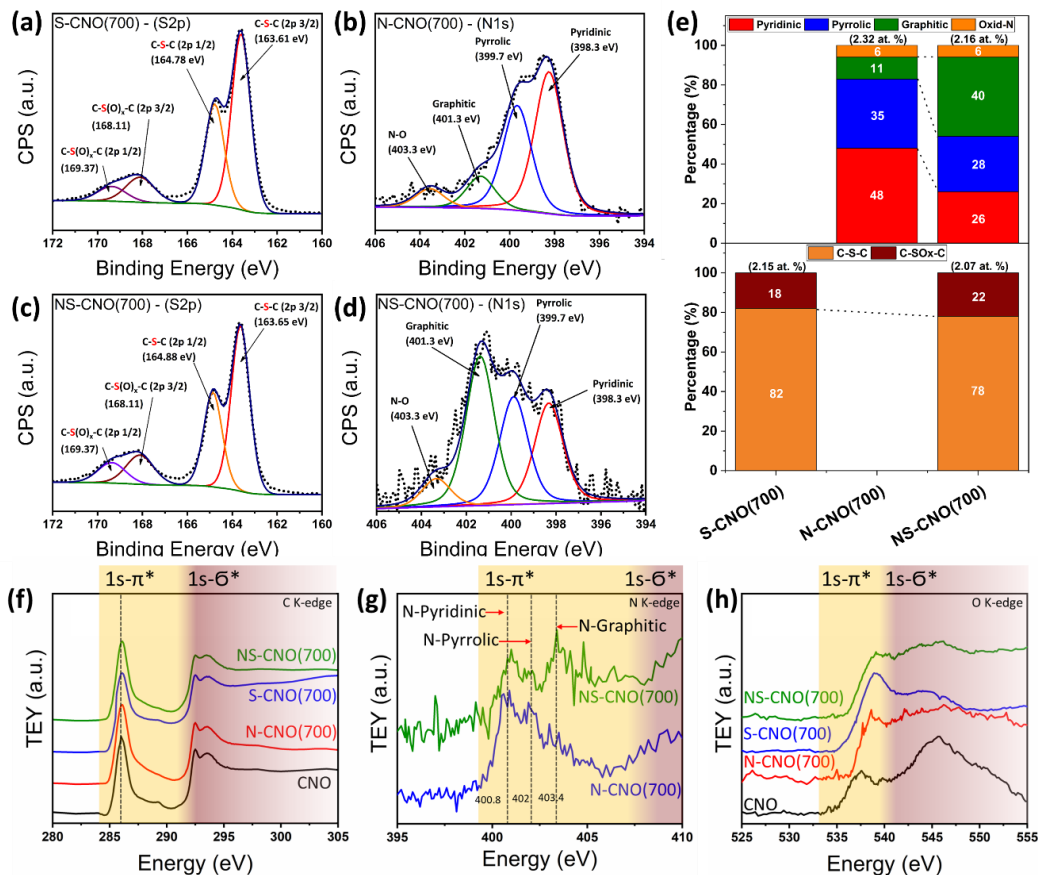 (a)
S-CNO(700) - (S2p)
C-S-C (2p 3/2)
(163.61 eV)
C-S-C (2p 1/2)
(164.78 eV)
C-S(O)ₓ-C (2p 3/2)
(168.11)
C-S(O)ₓ-C (2p 1/2)
(169.37)
CPS (a.u.)
172 170 168 166 164 162 160
Binding Energy (eV)
(b)
N-CNO(700) - (N1s)
Pyridinic
(398.3 eV)
Pyrrolic
(399.7 eV)
Graphitic
(401.3 eV)
N-O
(403.3 eV)
CPS (a.u.)
406 404 402 400 398 396 394
Binding Energy (eV)
(c)
NS-CNO(700) - (S2p)
C-S-C (2p 3/2)
(163.65 eV)
C-S-C (2p 1/2)
(164.88 eV)
C-S(O)ₓ-C (2p 3/2)
(168.11)
C-S(O)ₓ-C (2p 1/2)
(169.37)
CPS (a.u.)
172 170 168 166 164 162 160
Binding Energy (eV)
(d)
NS-CNO(700) - (N1s)
Pyrrolic
(399.7 eV)
Graphitic
(401.3 eV)
Pyridinic
(398.3 eV)
N-O
(403.3 eV)
CPS (a.u.)
406 404 402 400 398 396 394
Binding Energy (eV)
(e)
Pyridinic Pyrrolic Graphitic Oxid-N
(2.32 at. %) (2.16 at. %)
100
80
60
40
20
0
Percentage (%)
6
11
35
48
6
40
28
26
C-S-C C-SOx-C
(2.15 at. %) (2.07 at. %)
100
80
60
40
20
0
Percentage (%)
18
82
22
78
S-CNO(700)
N-CNO(700)
NS-CNO(700)
(f)
1s-π* 1s-Ϭ*
C K-edge
NS-CNO(700)
S-CNO(700)
N-CNO(700)
CNO
TEY (a.u.)
280 285 290 295 300 305
Energy (eV)
(g)
1s-π* 1s-Ϭ*
N K-edge
N-Pyridinic
N-Graphitic
N-Pyrrolic
NS-CNO(700)
N-CNO(700)
400.8 402 403.4
TEY (a.u.)
395 400 405 410
Energy (eV)
(h)
1s-π* 1s-Ϭ*
O K-edge
NS-CNO(700)
S-CNO(700)
N-CNO(700)
CNO
TEY (a.u.)
525 530 535 540 545 550 555
Energy (eV)